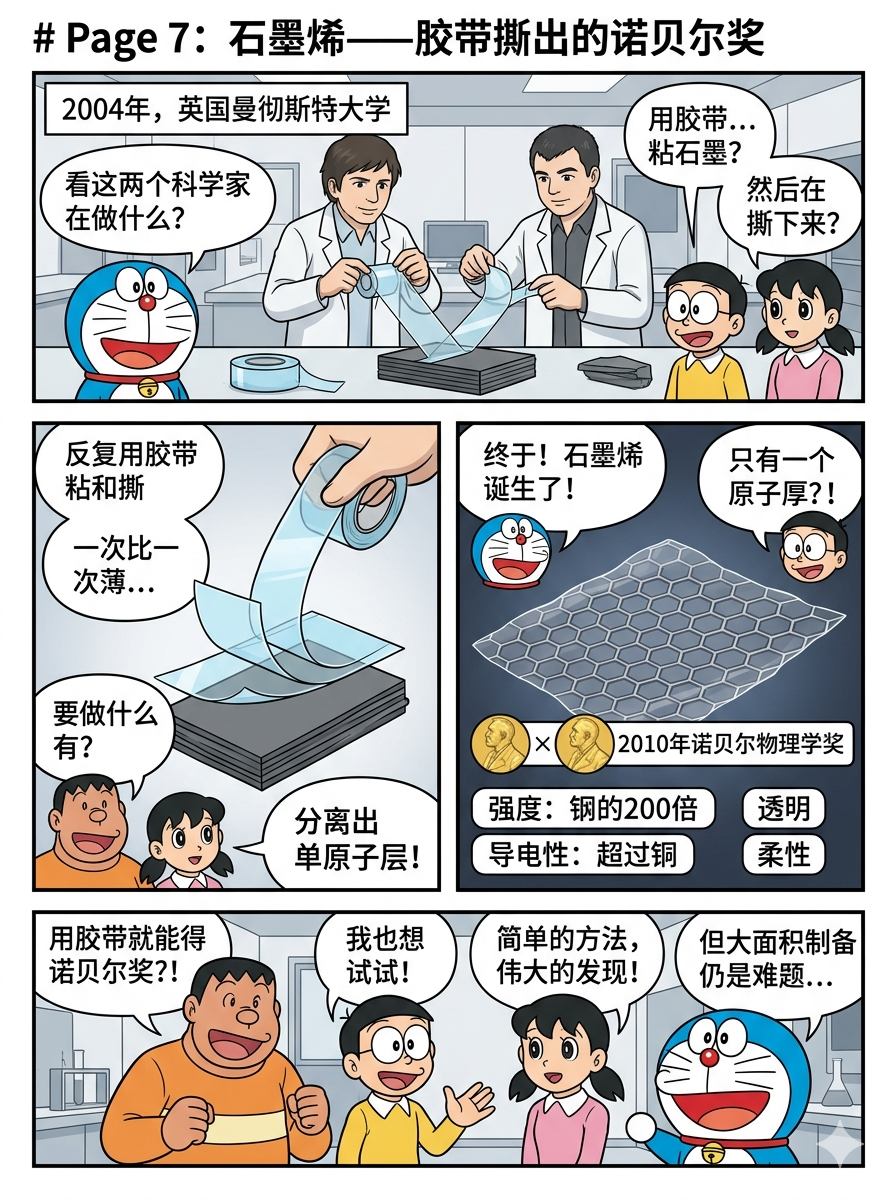 # Page 7：石墨烯——胶带撕出的诺贝尔奖
2004年，英国曼彻斯特大学
看这两个科学家
在做什么？
用胶带…
粘石墨？
然后在
撕下来？
反复用胶带
粘和撕
一次比一
次薄…
要做什么
有？
分离出
单原子层！
终于！石墨烯
诞生了！
只有一个
原子厚？！
×
2010年诺贝尔物理学奖
强度：钢的200倍
透明
导电性：超过铜
柔性
用胶带就能得
诺贝尔奖？！
我也想
试试！
简单的方法，
伟大的发现！
但大面积制备
仍是难题…